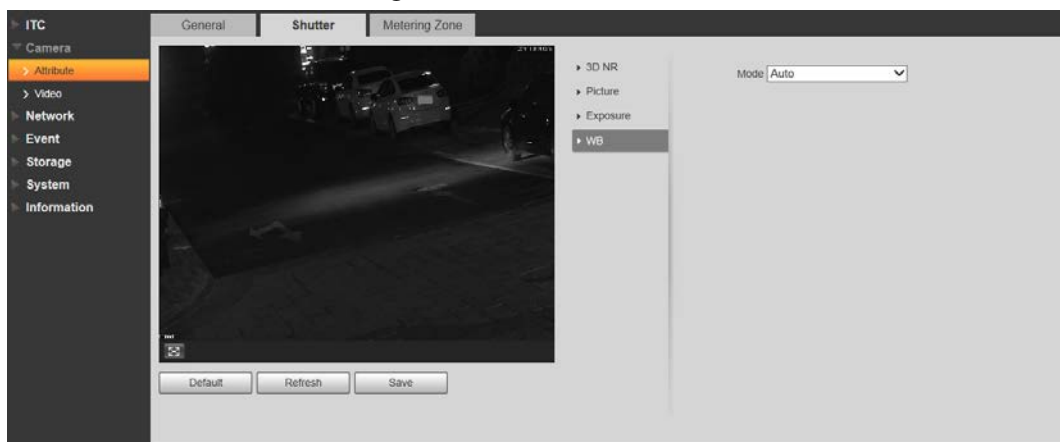 ITC
Camera
Attribute
Video
Network
Event
Storage
System
Information
General
Shutter
Metering Zone
3D NR
Picture
Exposure
WB
Mode Auto
Default
Refresh
Save